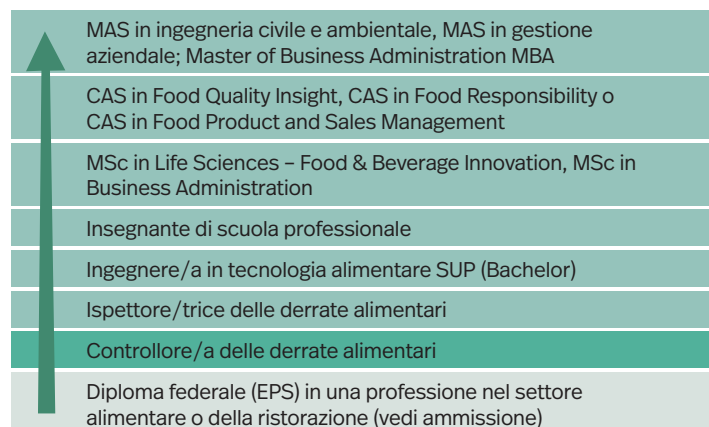 MAS in ingegneria civile e ambientale, MAS in gestione
aziendale; Master of Business Administration MBA
CAS in Food Quality Insight, CAS in Food Responsibility o
CAS in Food Product and Sales Management
MSc in Life Sciences – Food & Beverage Innovation, MSc in
Business Administration
Insegnante di scuola professionale
Ingegnere/a in tecnologia alimentare SUP (Bachelor)
Ispettore/trice delle derrate alimentari
Controllore/a delle derrate alimentari
Diploma federale (EPS) in una professione nel settore
alimentare o della ristorazione (vedi ammissione)